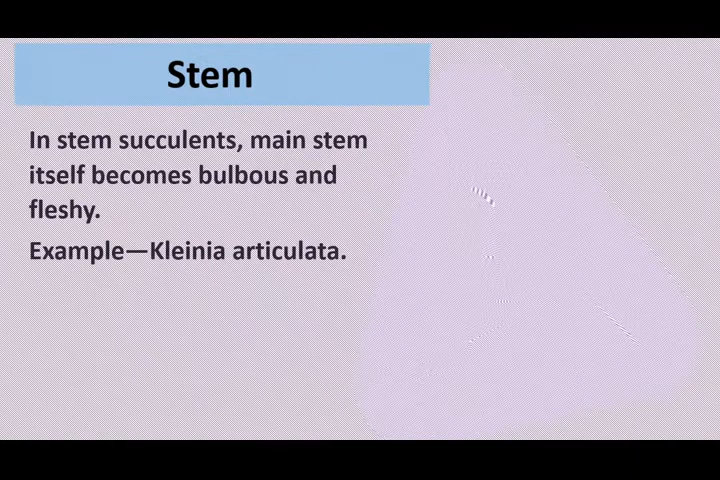 Stem
In stem succulents, main stem
itself becomes bulbous and
fleshy.
Example—Kleinia articulata.